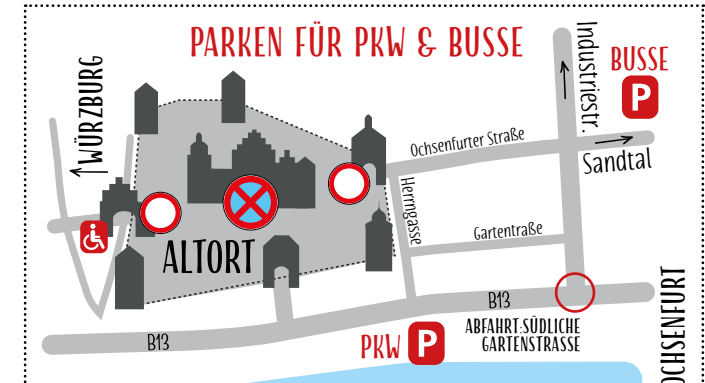 PARKEN FÜR PKW & BUSSE
WÜRZBURG
Industriestr.
BUSSE
P
Ochsenfurter Straße
Sandtal
Herrngasse
Gartentraße
ALTORT
B13
B13
ABFAHRT:SÜDLICHE
GARTENSTRASSE
PKW P
OCHSENFURT